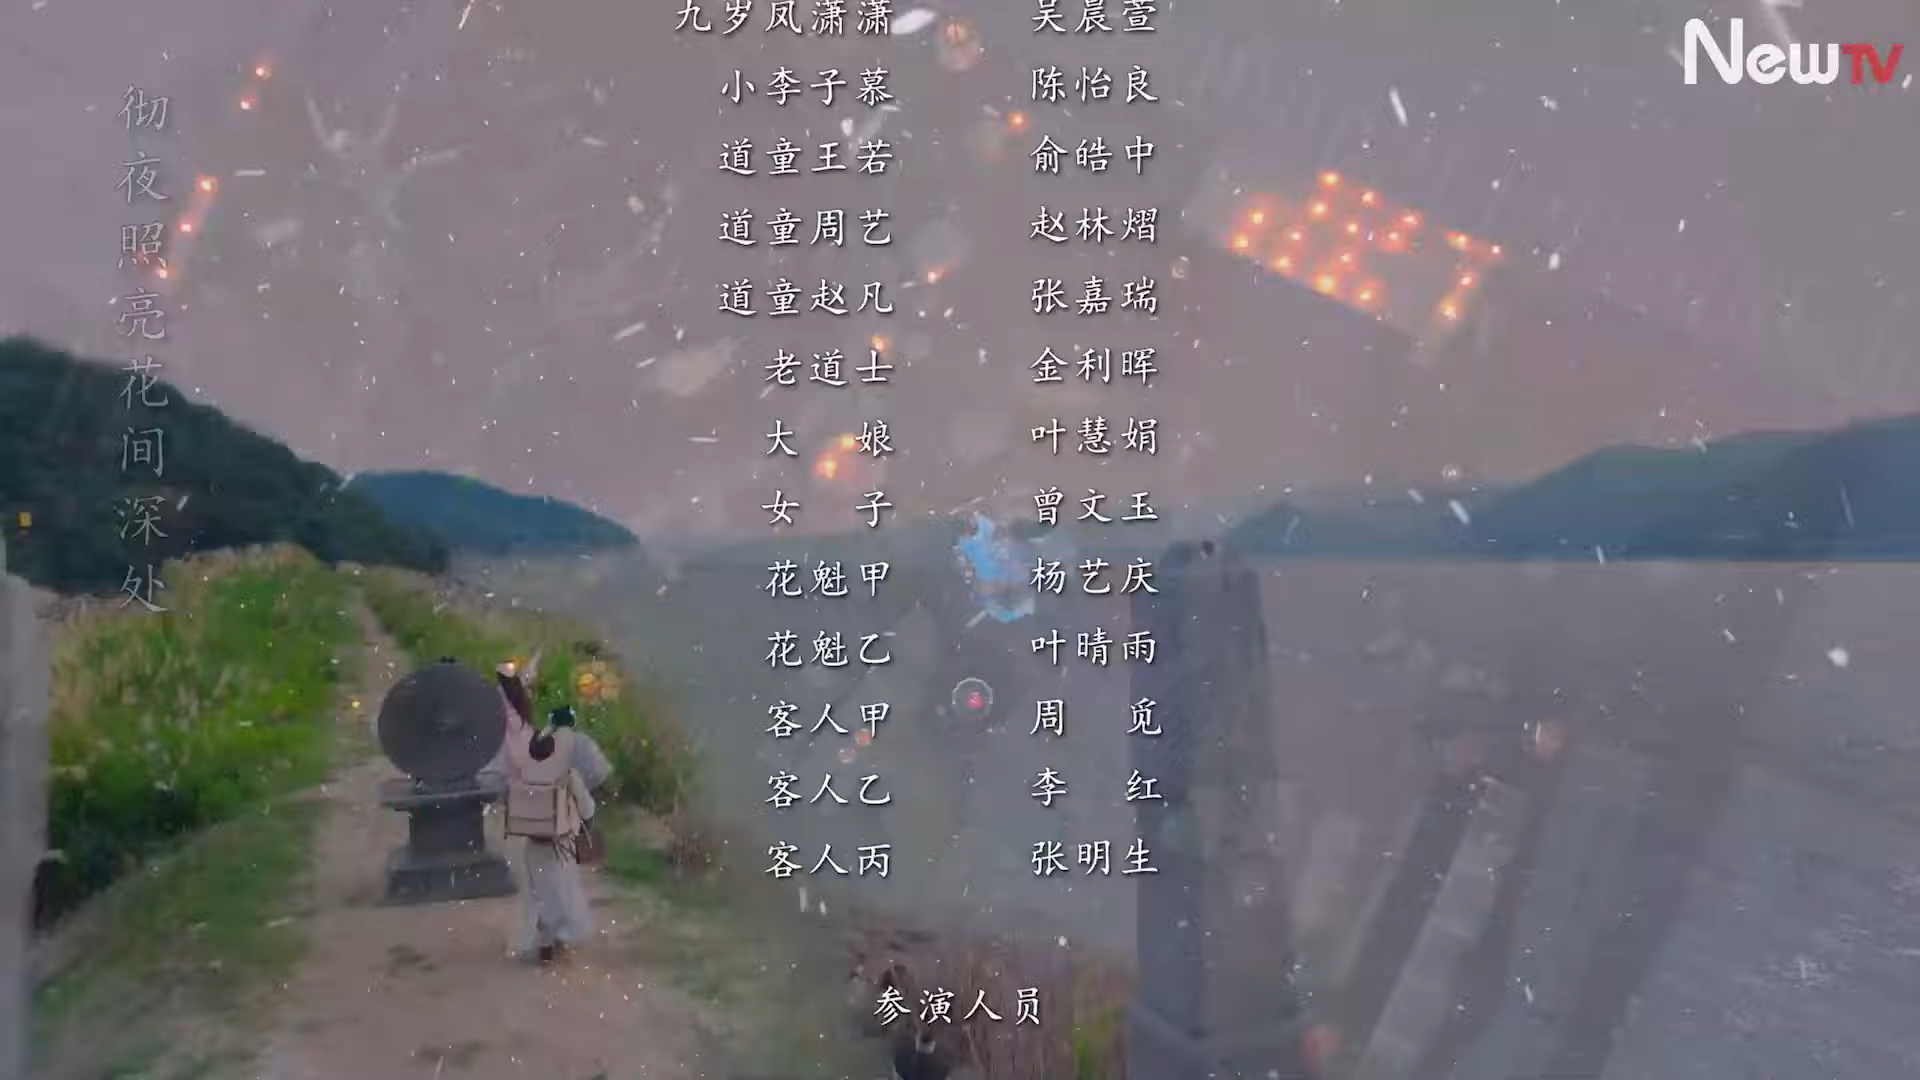 NewTV
彻夜照亮花间深处
九岁凤潇潇 吴晨萱
小李子慕 陈怡良
道童王若 俞皓中
道童周艺 赵林熠
道童赵凡 张嘉瑞
老道士 金利晖
大娘 叶慧娟
女子 曾文玉
花魁甲 杨艺庆
花魁乙 叶晴雨
客人甲 周觅
客人乙 李红
客人丙 张明生
参演人员